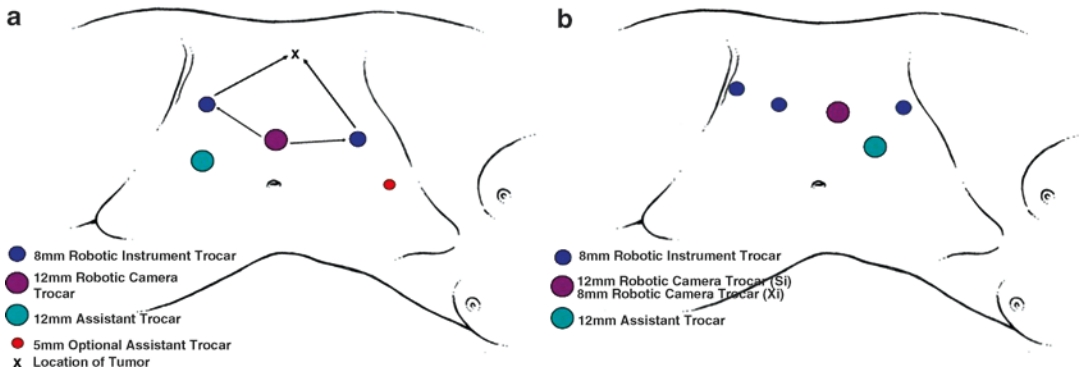 a
X
8mm Robotic Instrument Trocar
12mm Robotic Camera
Trocar
12mm Assistant Trocar
5mm Optional Assistant Trocar
x Location of Tumor
b
8mm Robotic Instrument Trocar
12mm Robotic Camera Trocar (Si)
8mm Robotic Camera Trocar (Xi)
12mm Assistant Trocar